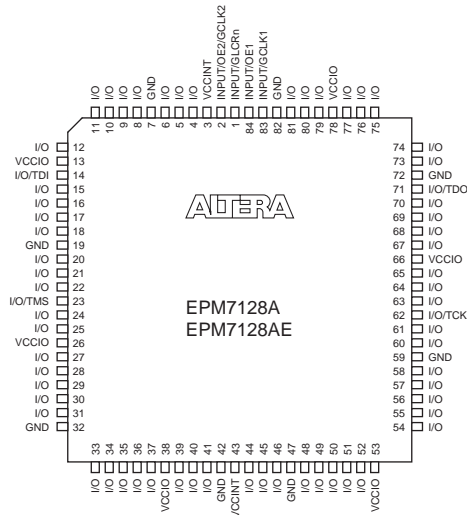 I/O I/O I/O I/O GND I/O I/O I/O VCCINT INPUT/OE2/GCLK2 INPUT/GLCRn INPUT/OE1 INPUT/GCLK1 GND I/O I/O I/O VCCIO I/O I/O I/O
11 10 9 8 7 6 5 4 3 2 1 84 83 82 81 80 79 78 77 76 75
I/O 12
VCCIO 13
I/O/TDI 14
I/O 15
I/O 16
I/O 17
I/O 18
GND 19
I/O 20
I/O 21
I/O 22
I/O/TMS 23
I/O 24
I/O 25
VCCIO 26
I/O 27
I/O 28
I/O 29
I/O 30
I/O 31
GND 32
ALTERA
EPM7128A
EPM7128AE
74 I/O
73 I/O
72 GND
71 I/O/TDO
70 I/O
69 I/O
68 I/O
67 I/O
66 VCCIO
65 I/O
64 I/O
63 I/O
62 I/O/TCK
61 I/O
60 I/O
59 GND
58 I/O
57 I/O
56 I/O
55 I/O
54 I/O
33 34 35 36 37 38 39 40 41 42 43 44 45 46 47 48 49 50 51 52 53
I/O I/O I/O I/O I/O VCCIO I/O I/O I/O GND VCCINT I/O I/O I/O GND I/O I/O I/O I/O I/O VCCIO